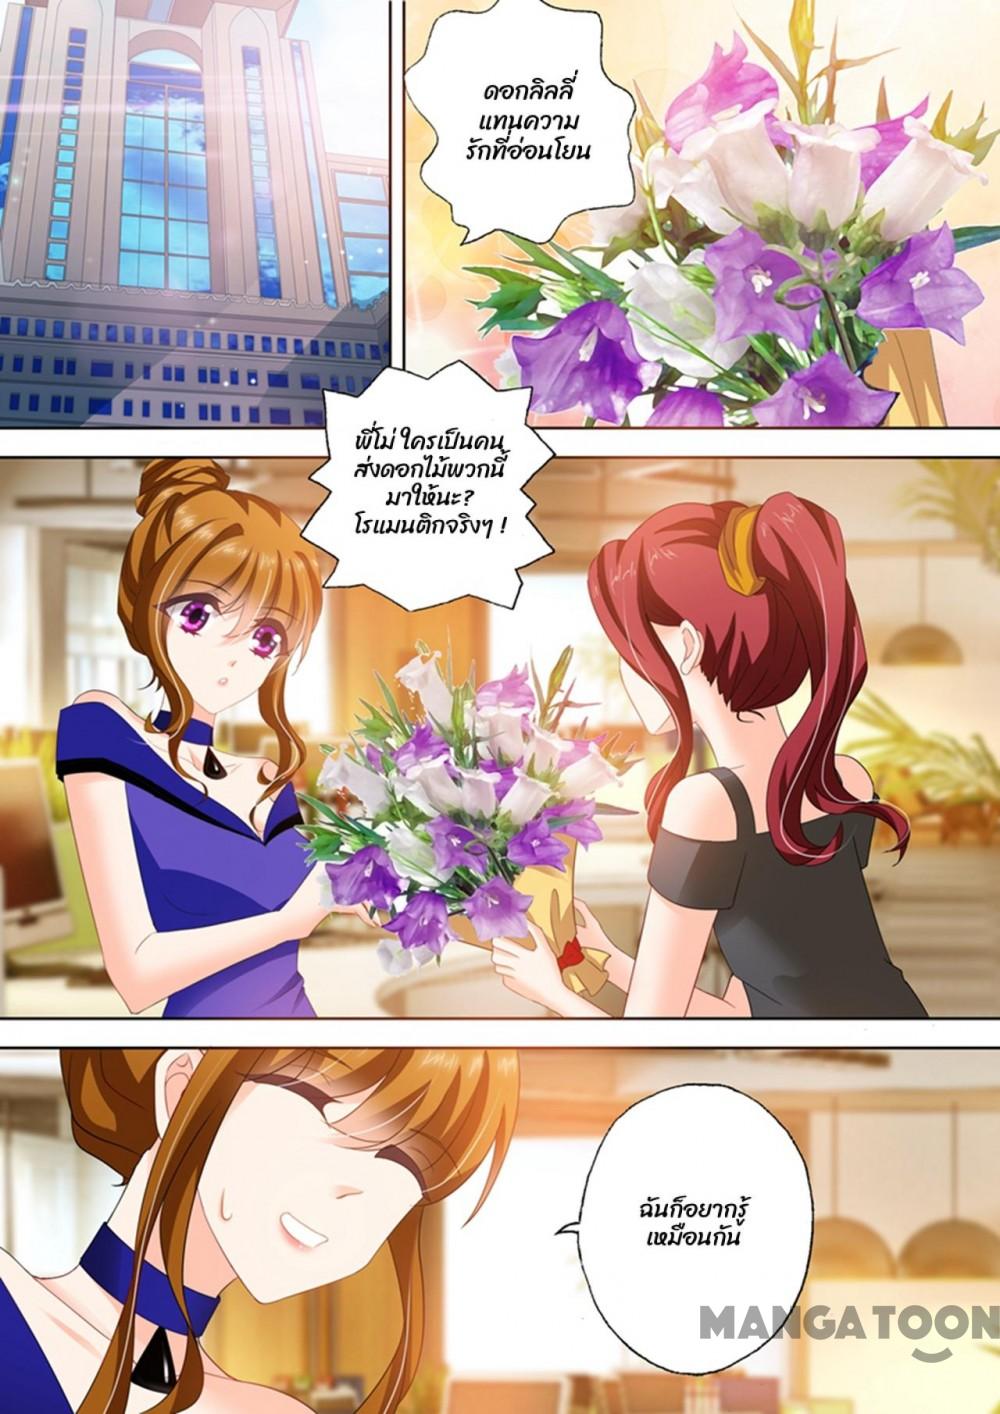 ดอกลิลลี่
แทนความ
รักที่อ่อนโยน
พี่โม่ ใครเป็นคน
ส่งดอกไม้พวกนี้
มาให้นะ?
โรแมนติกจริงๆ !
ฉันก็อยากรู้
เหมือนกัน
MANGATOON